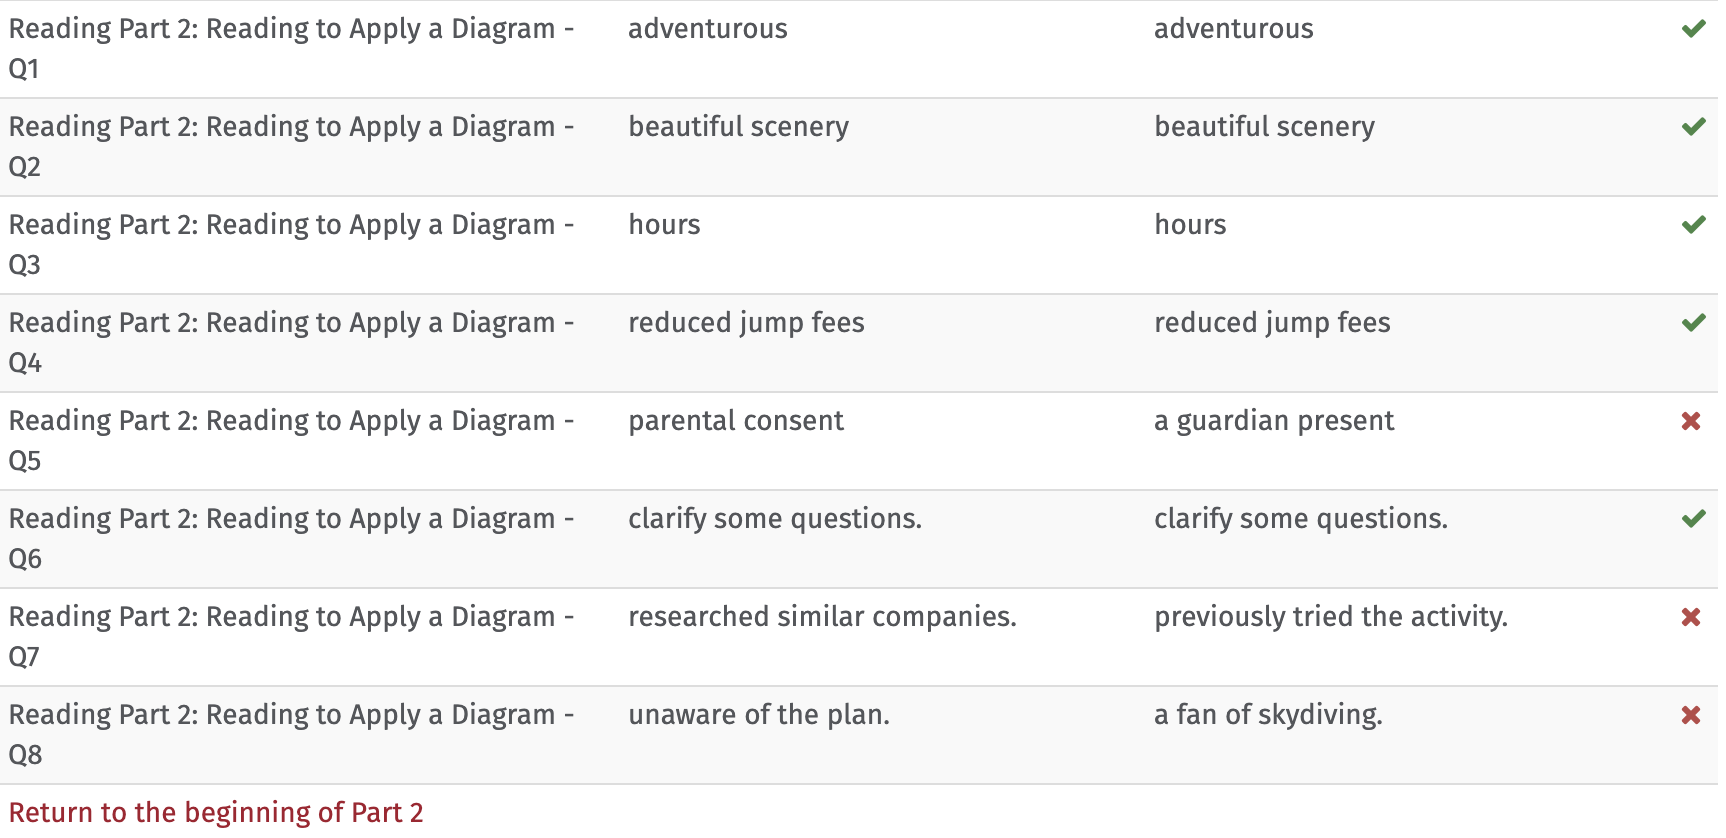 Reading Part 2: Reading to Apply a Diagram - adventurous adventurous
Q1
Reading Part 2: Reading to Apply a Diagram - beautiful scenery beautiful scenery
Q2
Reading Part 2: Reading to Apply a Diagram - hours hours
Q3
Reading Part 2: Reading to Apply a Diagram - reduced jump fees reduced jump fees
Q4
Reading Part 2: Reading to Apply a Diagram - parental consent a guardian present
Q5
Reading Part 2: Reading to Apply a Diagram - clarify some questions. clarify some questions.
Q6
Reading Part 2: Reading to Apply a Diagram - researched similar companies. previously tried the activity.
Q7
Reading Part 2: Reading to Apply a Diagram - unaware of the plan. a fan of skydiving.
Q8
Return to the beginning of Part 2